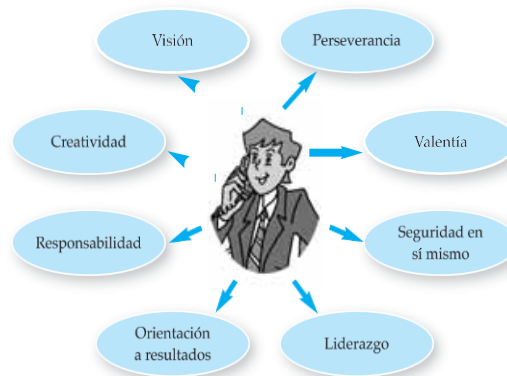 Visión
Perseverancia
Creatividad
Valentía
Responsabilidad
Seguridad en
sí mismo
Orientación
a resultados
Liderazgo